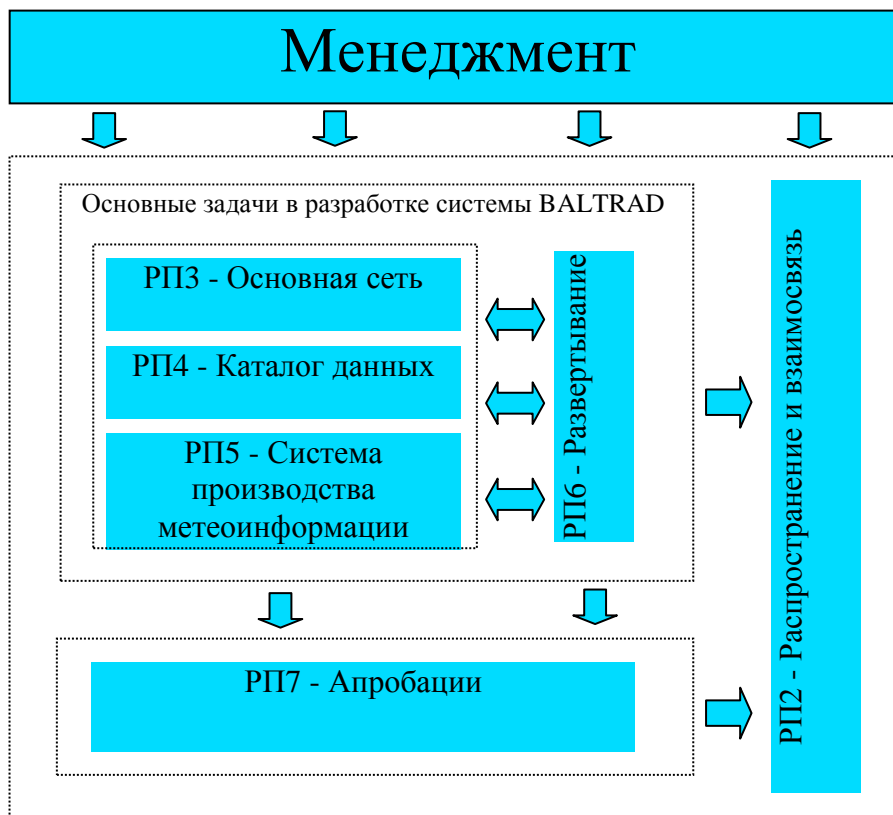 Менеджмент
Основные задачи в разработке системы BALTRAD
РП3 - Основная сеть
РП4 - Каталог данных
РП5 - Система
производства
метеоинформации
РП6 - Развертывание
РП2 - Распространение и взаимосвязь
РП7 - Апробации